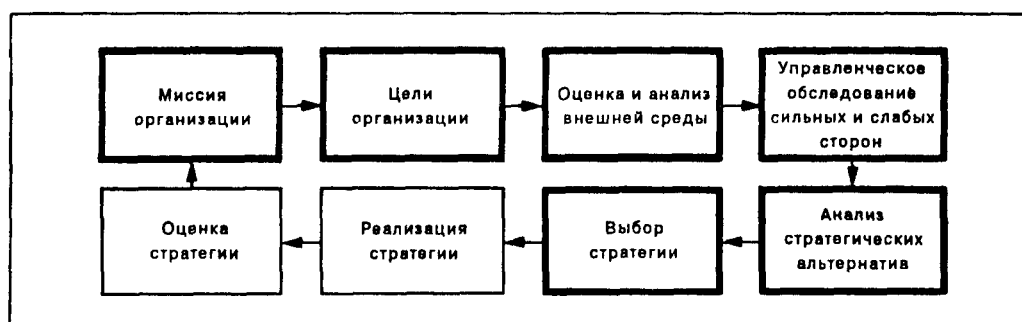 Миссия
организации
Цели
организации
Оценка и анализ
внешней среды
Управленческое
обследование
сильных и слабых
сторон
Оценка
стратегии
Реализация
стратегии
Выбор
стратегии
Анализ
стратегических
альтернатив